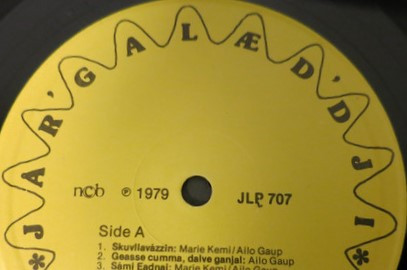 * JAR'GALÆD'DJI *
ncb ℗ 1979 JLP 707
Side A
1. Skuvllavázzin: Marie Kemi/Ailo Gaup
2. Geasse cumma, dalve ganjal: Ailo Gaup
3. Sámi Eadnai: Marie Kemi/Ailo Gaup